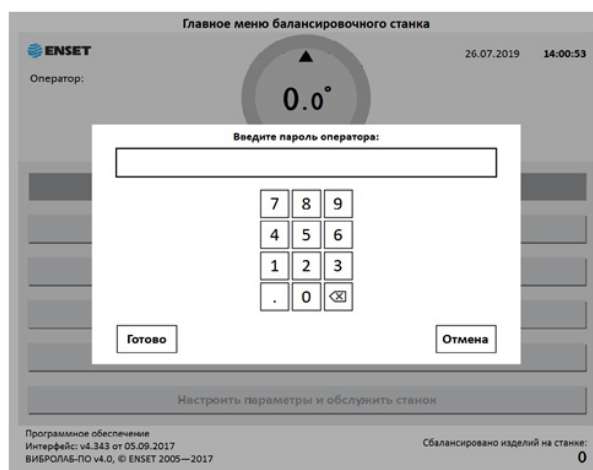 Главное меню балансировочного станка
ENSET
26.07.2019 14:00:53
Оператор:
0.0°
Введите пароль оператора:
7 8 9
4 5 6
1 2 3
. 0
Готово Отмена
Настроить параметры и обслужить станок
Программное обеспечение
Интерфейс: v4.343 от 05.09.2017
ВИБРОЛАБ-ПО v4.0, © ENSET 2005—2017
Сбалансировано изделий на станке:
0